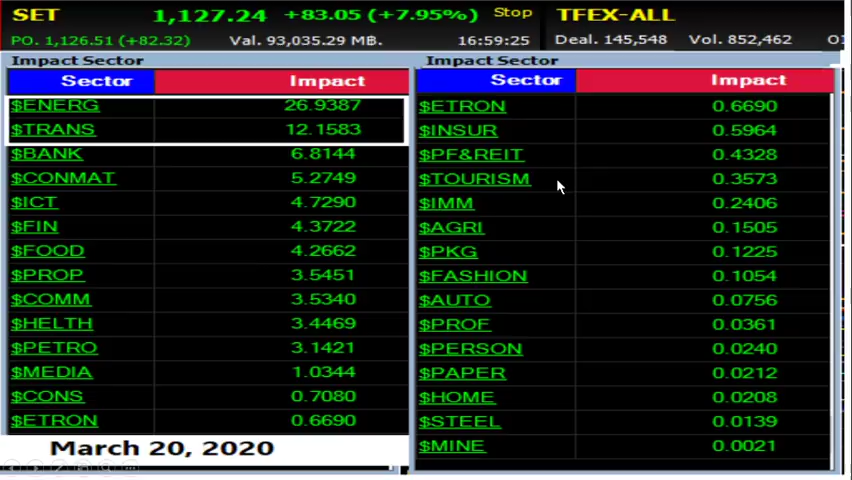 SET 1,127.24 +83.05 (+7.95%) Stop TFEX-ALL
PO. 1,126.51 (+82.32) Val. 93,035.29 MB. 16:59:25 Deal. 145,548 Vol. 852,462
Impact Sector
Sector Impact
$ENERG 26.9387
$TRANS 12.1583
$BANK 6.8144
$CONMAT 5.2749
$ICT 4.7290
$FIN 4.3722
$FOOD 4.2662
$PROP 3.5451
$COMM 3.5340
$HELTH 3.4469
$PETRO 3.1421
$MEDIA 1.0344
$CONS 0.7080
$ETRON 0.6690
March 20, 2020
Impact Sector
Sector Impact
$ETRON 0.6690
$INSUR 0.5964
$PF&REIT 0.4328
$TOURISM 0.3573
$IMM 0.2406
$AGRI 0.1505
$PKG 0.1225
$FASHION 0.1054
$AUTO 0.0756
$PROF 0.0361
$PERSON 0.0240
$PAPER 0.0212
$HOME 0.0208
$STEEL 0.0139
$MINE 0.0021